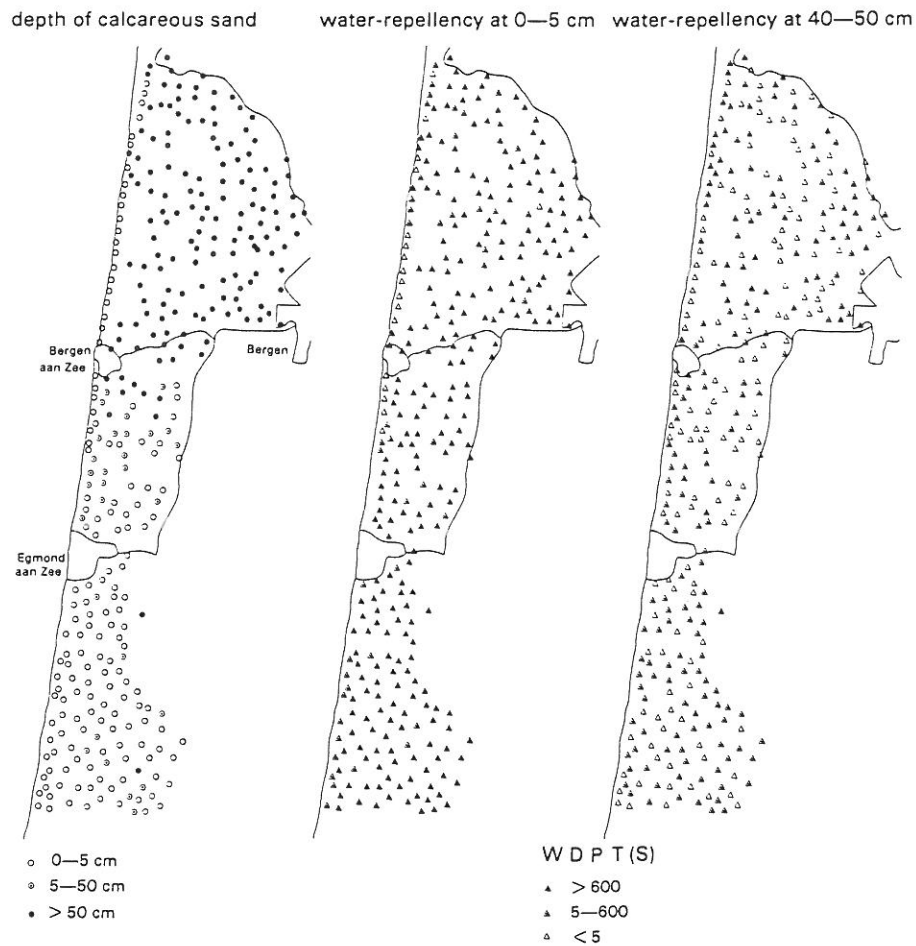 depth of calcareous sand
water-repellency at 0—5 cm
water-repellency at 40—50 cm
Bergen
aan Zee
Bergen
Egmond
aan Zee
0—5 cm
5—50 cm
> 50 cm
W D P T (S)
> 600
5—600
< 5